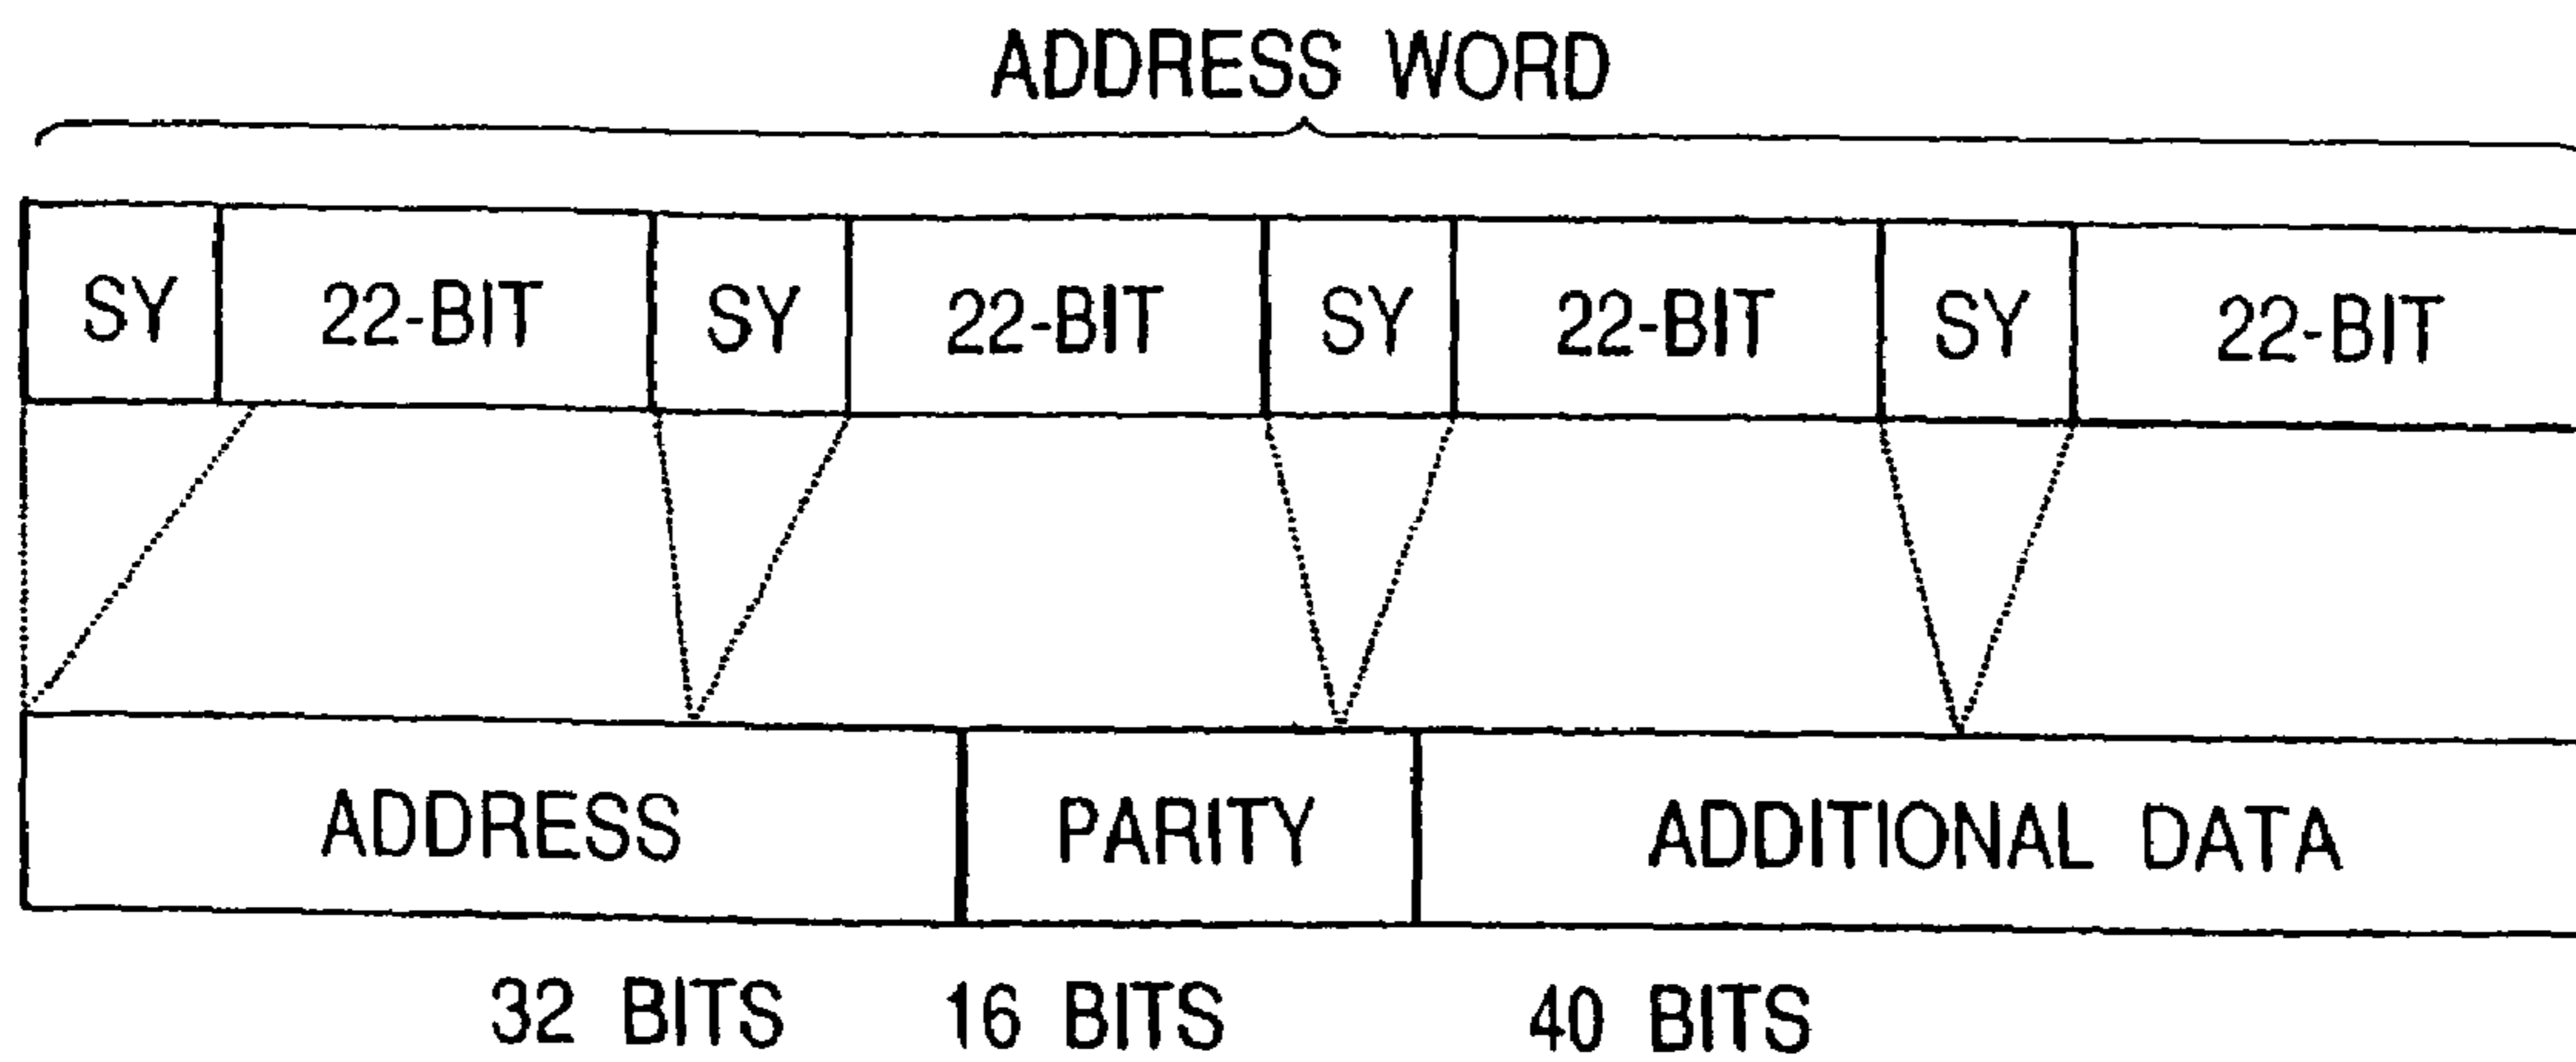 ADDRESS WORD
SY 22-BIT SY 22-BIT SY 22-BIT SY 22-BIT
ADDRESS PARITY ADDITIONAL DATA
32 BITS 16 BITS 40 BITS